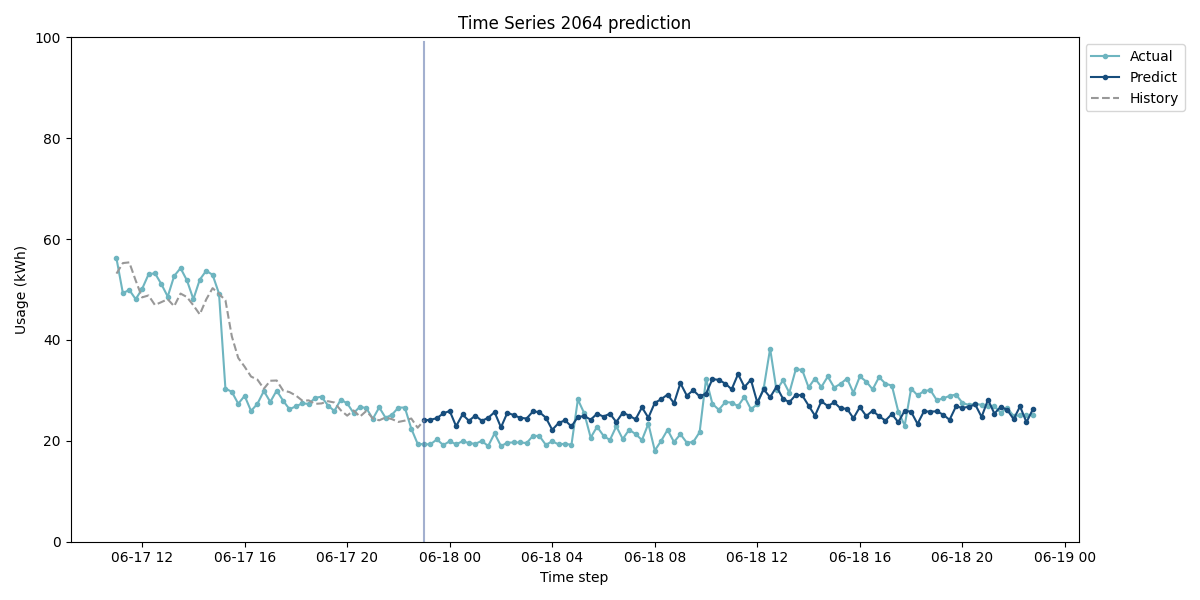 Time Series 2064 prediction
100
80
60
40
20
0
Usage (kWh)
06-17 12
06-17 16
06-17 20
06-18 00
06-18 04
06-18 08
06-18 12
06-18 16
06-18 20
06-19 00
Time step
Actual
Predict
History